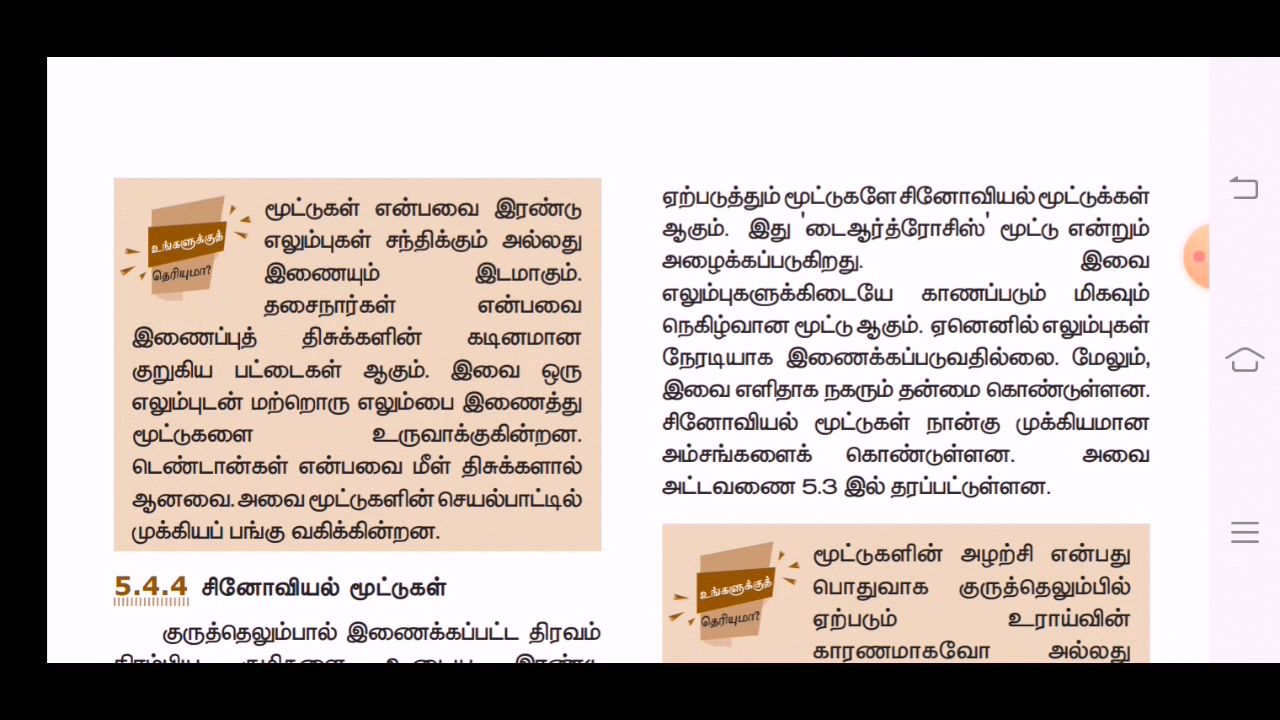 உங்களுக்குத்
தெரியுமா?
மூட்டுகள் என்பவை இரண்டு
எலும்புகள் சந்திக்கும் அல்லது
இணையும் இடமாகும்.
தசைநார்கள் என்பவை
இணைப்புத் திசுக்களின் கடினமான
குறுகிய பட்டைகள் ஆகும். இவை ஒரு
எலும்புடன் மற்றொரு எலும்பை இணைத்து
மூட்டுகளை உருவாக்குகின்றன.
டெண்டான்கள் என்பவை மீள் திசுக்களால்
ஆனவை. அவை மூட்டுகளின் செயல்பாட்டில்
முக்கியப் பங்கு வகிக்கின்றன.
5.4.4 சினோவியல் மூட்டுகள்
குருத்தெலும்பால் இணைக்கப்பட்ட திரவம்
ஏற்படுத்தும் மூட்டுகளே சினோவியல் மூட்டுக்கள்
ஆகும். இது 'டைஆர்த்ரோசிஸ்' மூட்டு என்றும்
அழைக்கப்படுகிறது. இவை
எலும்புகளுக்கிடையே காணப்படும் மிகவும்
நெகிழ்வான மூட்டு ஆகும். ஏனெனில் எலும்புகள்
நேரடியாக இணைக்கப்படுவதில்லை. மேலும்,
இவை எளிதாக நகரும் தன்மை கொண்டுள்ளன.
சினோவியல் மூட்டுகள் நான்கு முக்கியமான
அம்சங்களைக் கொண்டுள்ளன. அவை
அட்டவணை 5.3 இல் தரப்பட்டுள்ளன.
உங்களுக்குத்
தெரியுமா?
மூட்டுகளின் அழற்சி என்பது
பொதுவாக குருத்தெலும்பில்
ஏற்படும் உராய்வின்
காரணமாகவோ அல்லது